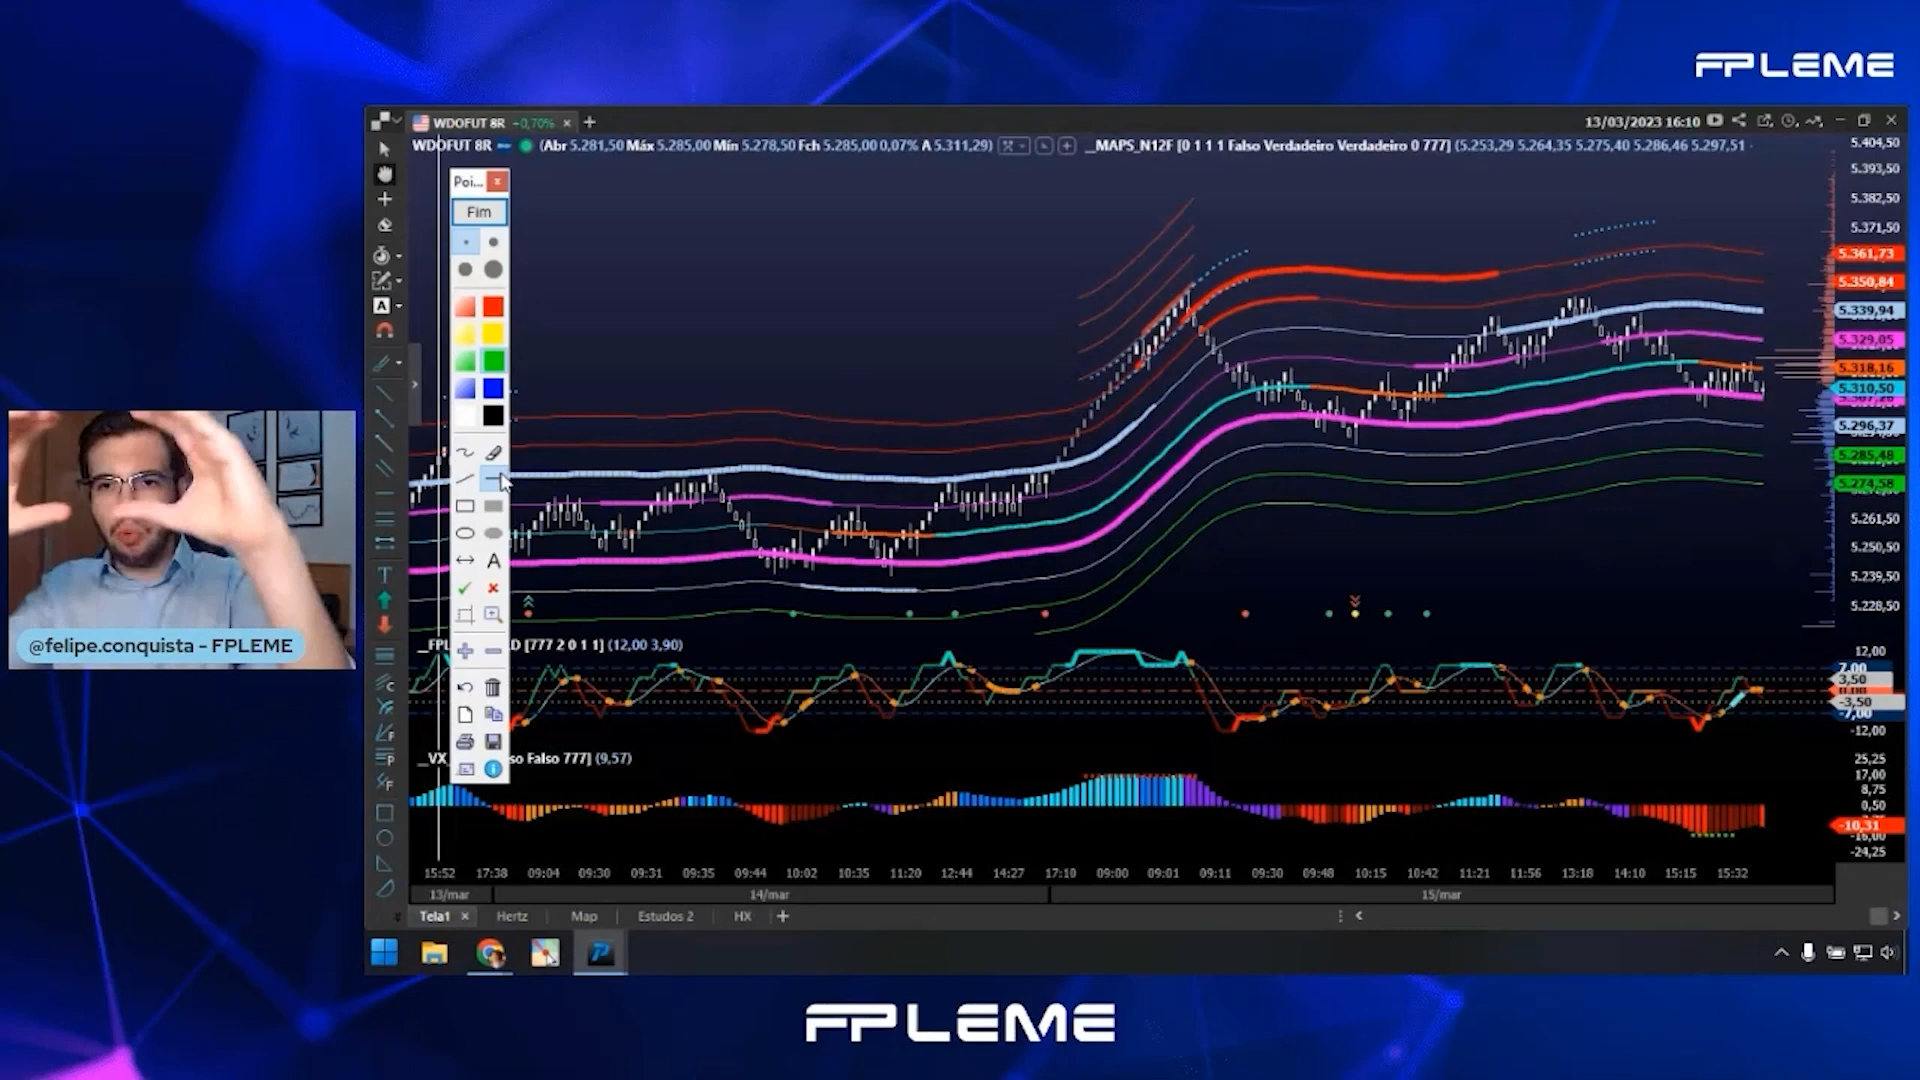 FPLEME
WDOFUT 8R -0,70%
13/03/2023 16:10
WDOFUT 8R
(Abr 5.281,50 Máx 5.285,00 Mín 5.278,50 Fch 5.285,00 0,07% A 5.311,29)
__MAPS_N12F [0 1 1 1 Falso Verdadeiro Verdadeiro 0 777] (5.253,29 5.264,35 5.275,40 5.286,46 5.297,51
Poi...
Fim
A
A
T
C
F
P
F
5.404,50
5.393,50
5.382,50
5.371,50
5.361,73
5.350,84
5.339,94
5.329,05
5.318,16
5.310,50
5.296,37
5.285,48
5.274,58
5.261,50
5.250,50
5.239,50
5.228,50
@felipe.conquista - FPLEME
__FPL
D [777 2 0 1 1] (12,00 3,90)
12,00
7,00
3,50
0,00
-3,50
-7,00
-12,00
__VX
so Falso 777] (9,57)
25,25
17,00
8,75
0,50
-10,31
-16,00
-24,25
15:52 17:38 09:04 09:30 09:31 09:35 09:44 10:02 10:35 11:20 12:44 14:27 17:10 09:00 09:01 09:11 09:30 09:48 10:15 10:42 11:21 11:56 13:18 14:10 15:15 15:32
13/mar 14/mar 15/mar
Tela1 Hertz Map Estudos 2 HX
FPLEME